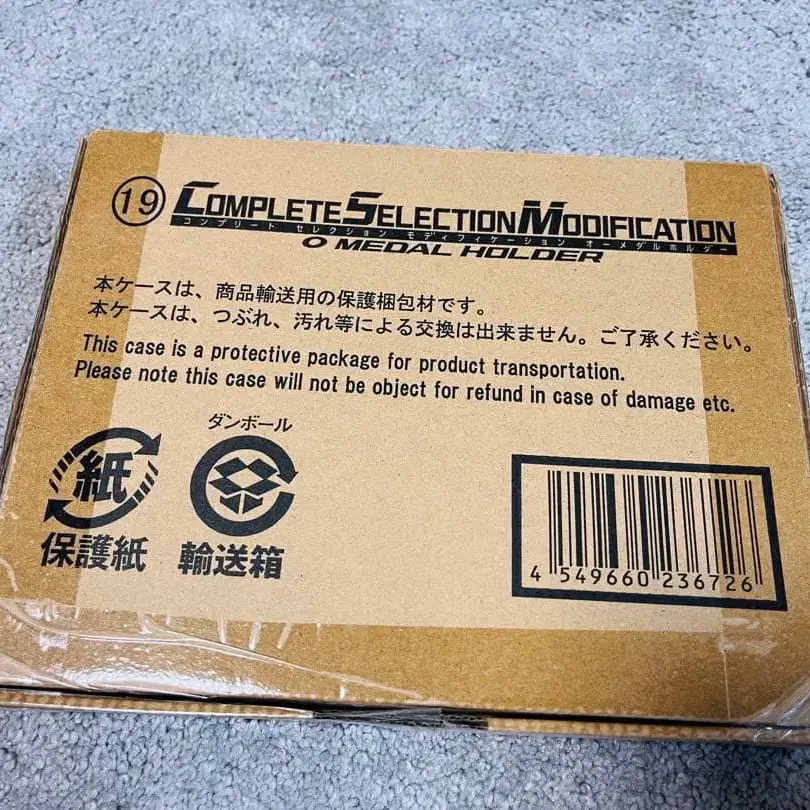 ⑲ COMPLETE SELECTION MODIFICATION
コンプリート セレクション モディフィケーション オーメダルホルダー
O MEDAL HOLDER
本ケースは、商品輸送用の保護梱包材です。
本ケースは、つぶれ、汚れ等による交換は出来ません。ご了承ください。
This case is a protective package for product transportation.
Please note this case will not be object for refund in case of damage etc.
紙
保護紙
ダンボール
輸送箱
4 549660 236726